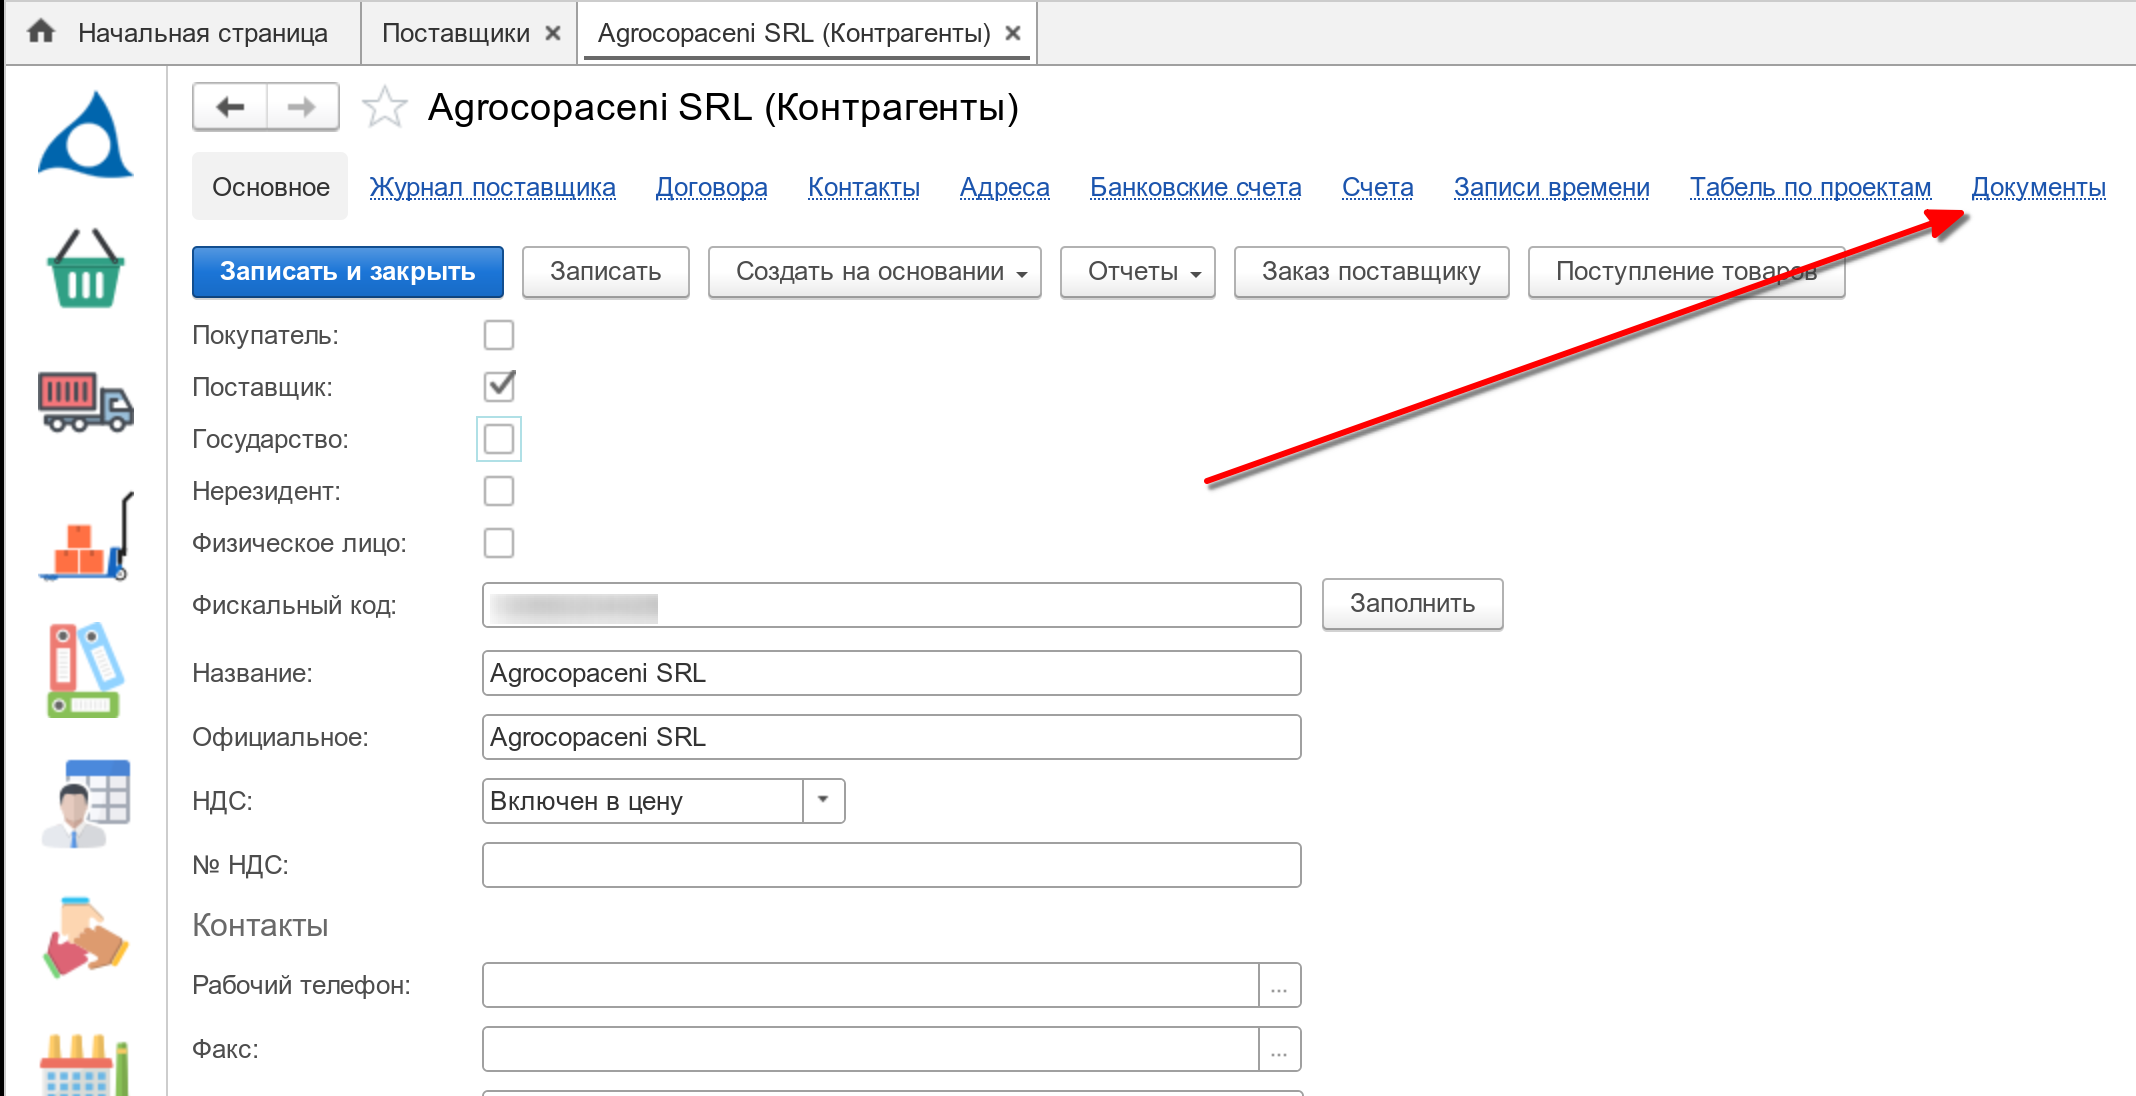 Начальная страница Поставщики × Agrocopaceni SRL (Контрагенты) ×
Agrocopaceni SRL (Контрагенты)
Основное Журнал поставщика Договора Контакты Адреса Банковские счета Счета Записи времени Табель по проектам Документы
Записать и закрыть Записать Создать на основании Отчеты Заказ поставщику Поступление товаров
Покупатель:
Поставщик:
Государство:
Нерезидент:
Физическое лицо:
Фискальный код: Заполнить
Название: Agrocopaceni SRL
Официальное: Agrocopaceni SRL
НДС: Включен в цену
№ НДС:
Контакты
Рабочий телефон: ...
Факс: ...